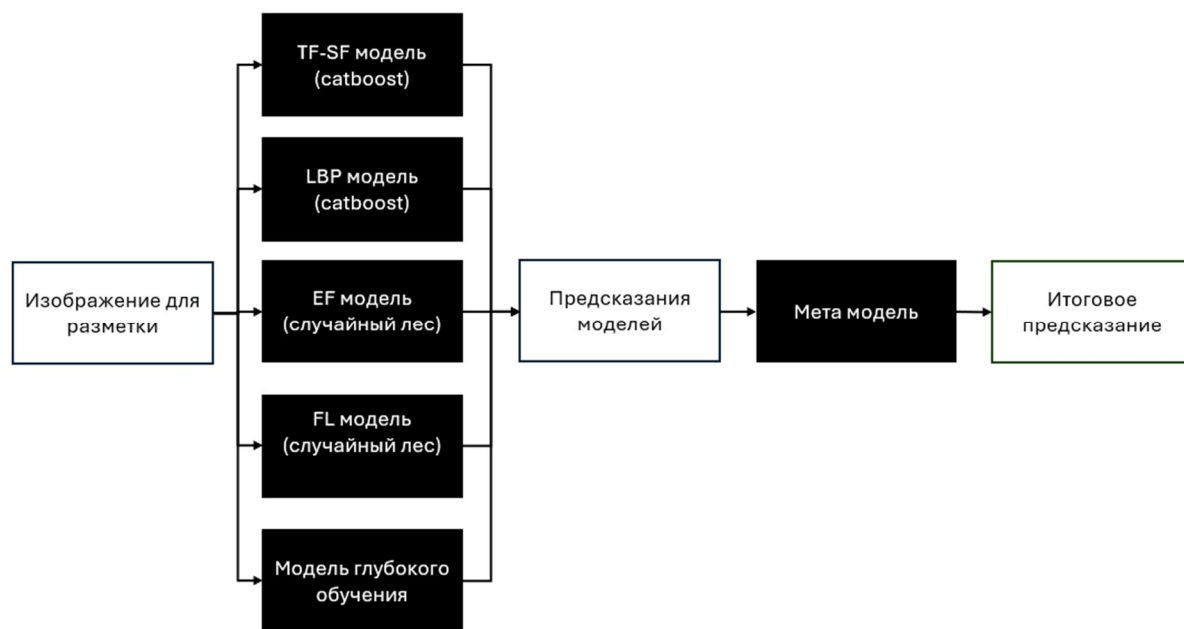 TF-SF модель
(catboost)
LBP модель
(catboost)
Изображение для
разметки
EF модель
(случайный лес)
Предсказания
моделей
Мета модель
Итоговое
предсказание
FL модель
(случайный лес)
Модель глубокого
обучения